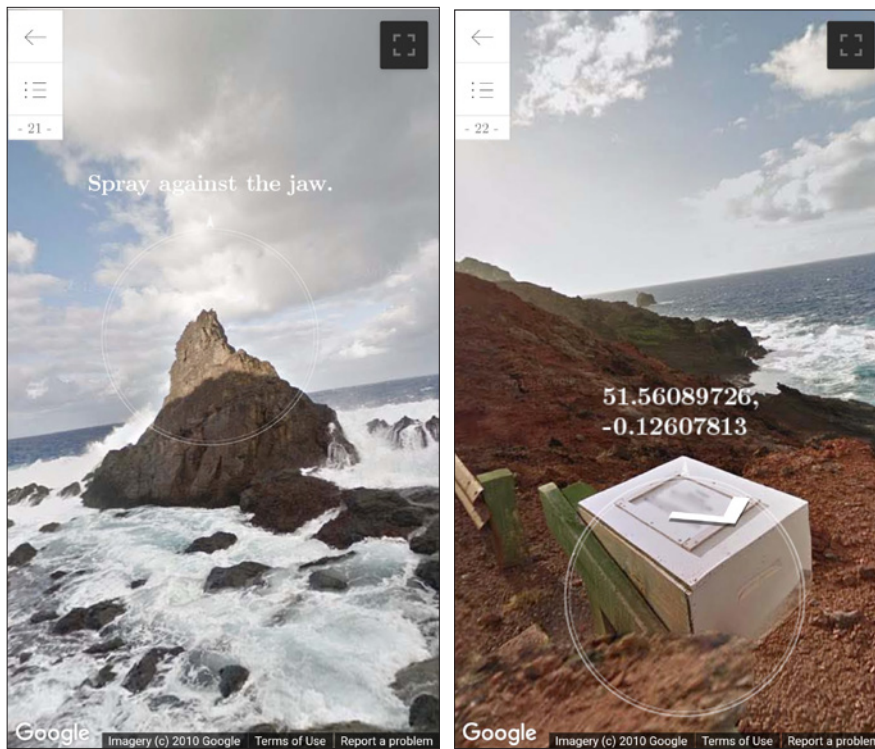 - 21 -
Spray against the jaw.
Google
Imagery (c) 2010 Google
Terms of Use
Report a problem
- 22 -
51.56089726,
-0.12607813
Google
Imagery (c) 2010 Google
Terms of Use
Report a problem